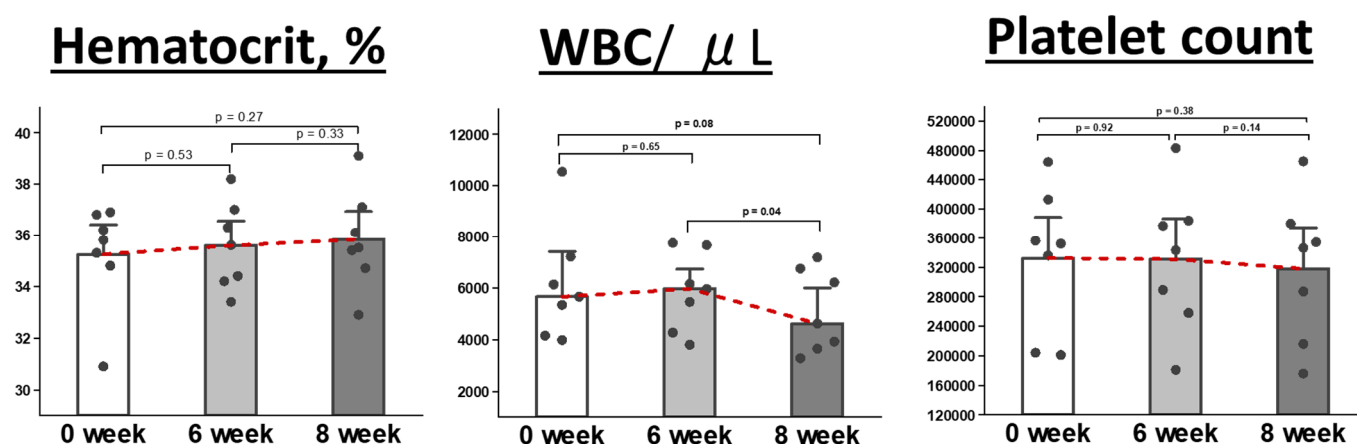 Hematocrit, %
p = 0.27
p = 0.33
p = 0.53
40
38
36
34
32
30
0 week 6 week 8 week
WBC/ μL
p = 0.08
p = 0.65
p = 0.04
12000
10000
8000
6000
4000
2000
0 week 6 week 8 week
Platelet count
p = 0.38
p = 0.92 p = 0.14
520000
480000
440000
400000
360000
320000
280000
240000
200000
160000
120000
0 week 6 week 8 week